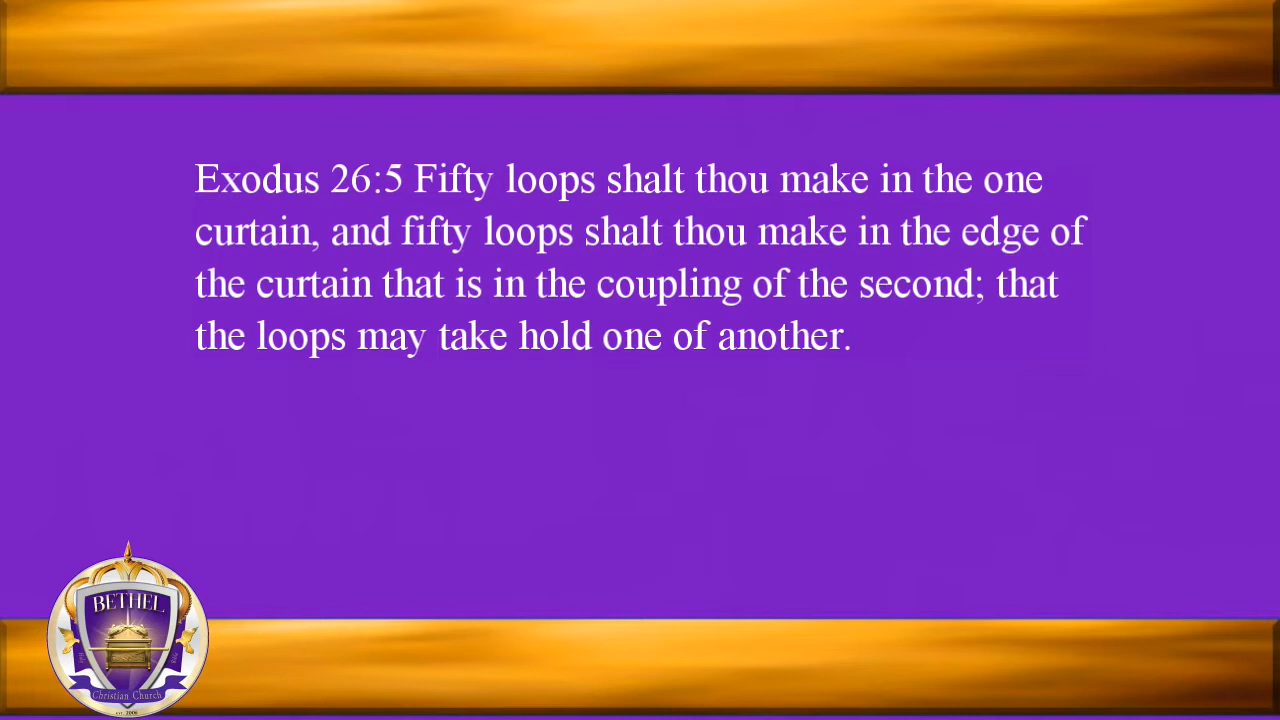 Exodus 26:5 Fifty loops shalt thou make in the one
curtain, and fifty loops shalt thou make in the edge of
the curtain that is in the coupling of the second; that
the loops may take hold one of another.
BETHEL
Christian Church
EST. 2006